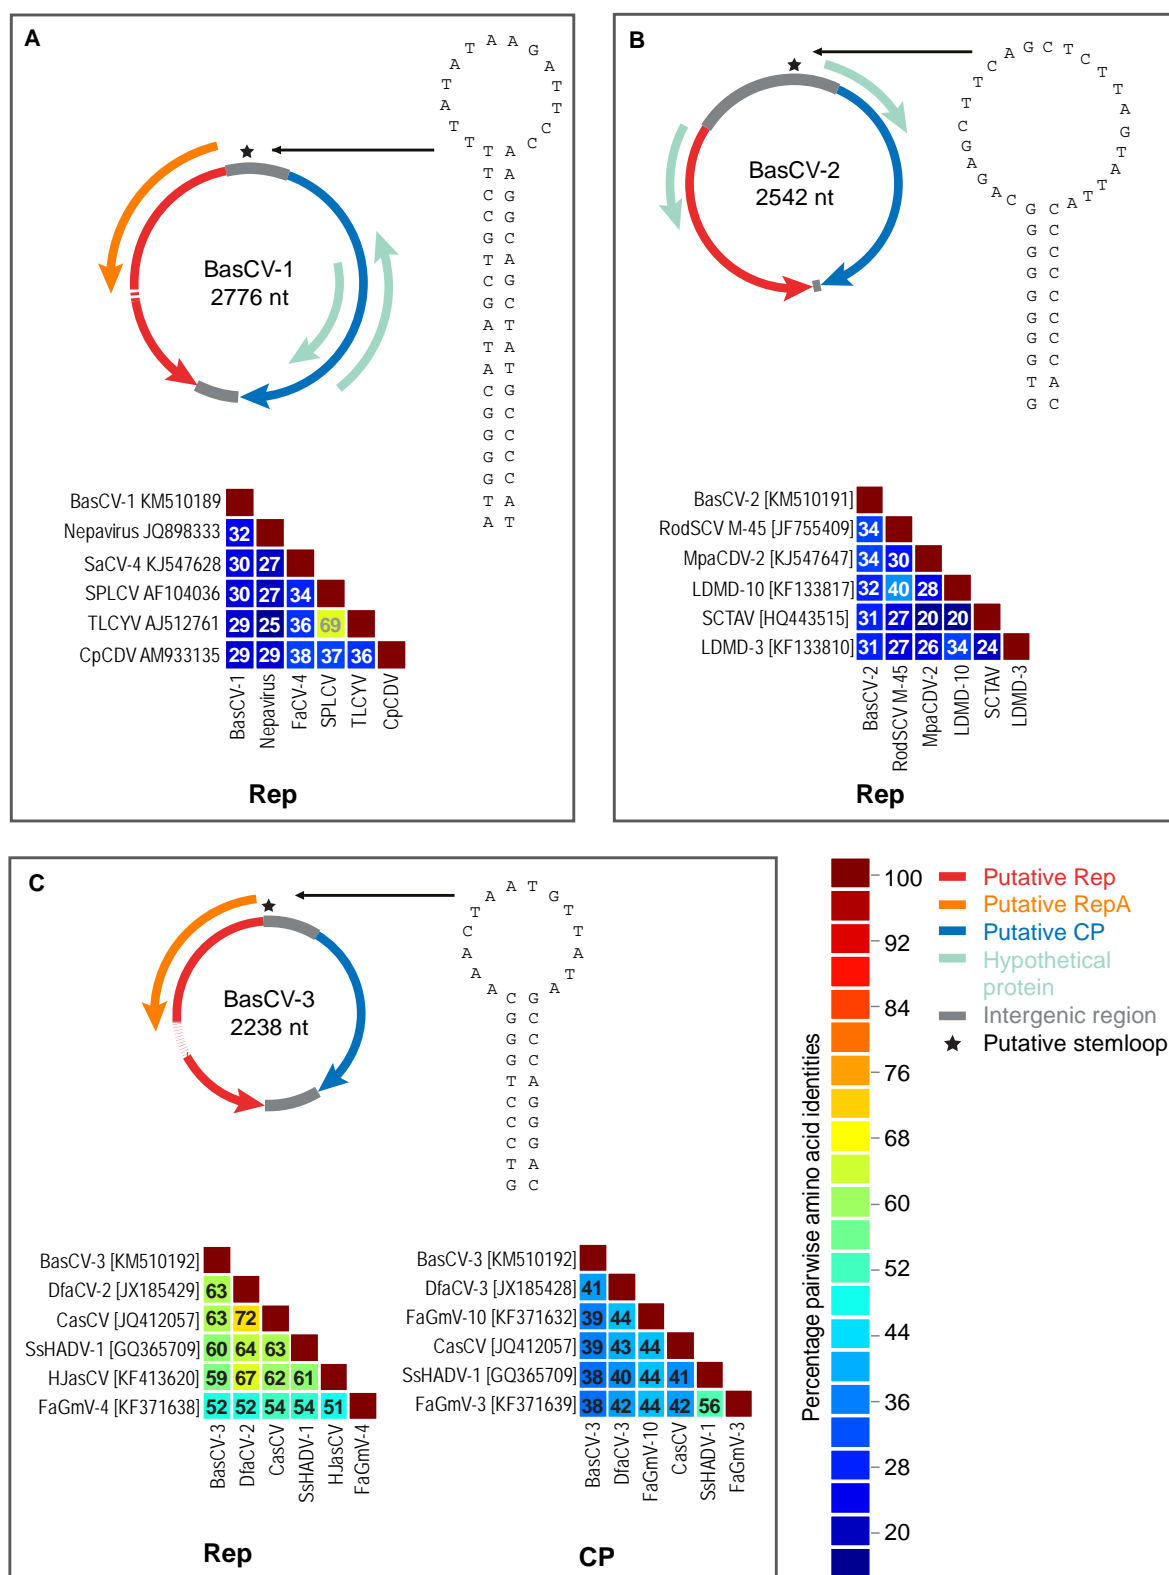 A
T A A G
A A
T T
A T
T C
T C
T A
T A
T G
C G
C C
G A
T G
C C
G T
A A
T T
A G
C C
G C
G C
G C
G A
T T
A
BasCV-1
2776 nt
BasCV-1 KM510189
Nepavirus JQ898333 32
SaCV-4 KJ547628 30 27
SPLCV AF104036 30 27 34
TLCYV AJ512761 29 25 36 69
CpCDV AM933135 29 29 38 37 36
BasCV-1 Nepavirus FaCV-4 SPLCV TLCYV CpCDV
Rep
B
C A G C T C T
T T
T A
C G
G T
A A
G T
A T
C A
G C
G C
G C
G C
G C
G C
G C
G C
T A
G C
BasCV-2
2542 nt
BasCV-2 [KM510191]
RodSCV M-45 [JF755409] 34
MpaCDV-2 [KJ547647] 34 30
LDMD-10 [KF133817] 32 40 28
SCTAV [HQ443515] 31 27 20 20
LDMD-3 [KF133810] 31 27 26 34 24
BasCV-2 RodSCV M-45 MpaCDV-2 LDMD-10 SCTAV LDMD-3
Rep
C
A A T G
T T
C T
A A
A T
A A
C G
G C
G C
G C
T A
C G
C G
C G
T A
G C
BasCV-3
2238 nt
BasCV-3 [KM510192]
DfaCV-2 [JX185429] 63
CasCV [JQ412057] 63 72
SsHADV-1 [GQ365709] 60 64 63
HJasCV [KF413620] 59 67 62 61
FaGmV-4 [KF371638] 52 52 54 54 51
BasCV-3 DfaCV-2 CasCV SsHADV-1 HJasCV FaGmV-4
Rep
BasCV-3 [KM510192]
DfaCV-3 [JX185428] 41
FaGmV-10 [KF371632] 39 44
CasCV [JQ412057] 39 43 44
SsHADV-1 [GQ365709] 38 40 44 41
FaGmV-3 [KF371639] 38 42 44 42 56
BasCV-3 DfaCV-3 FaGmV-10 CasCV SsHADV-1 FaGmV-3
CP
Percentage pairwise amino acid identities
100
92
84
76
68
60
52
44
36
28
20
Putative Rep
Putative RepA
Putative CP
Hypothetical
protein
Intergenic region
Putative stemloop